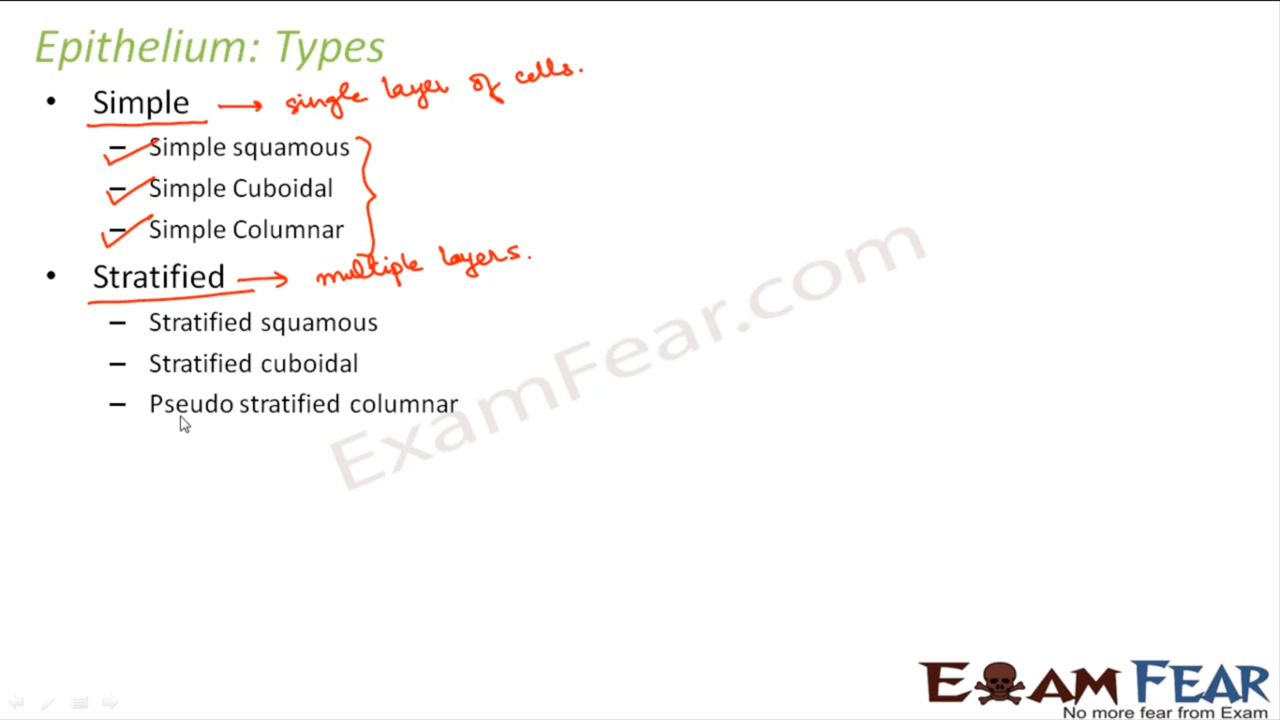 Epithelium: Types
• Simple → single layer of cells.
– Simple squamous
– Simple Cuboidal
– Simple Columnar
• Stratified → multiple layers.
– Stratified squamous
– Stratified cuboidal
– Pseudo stratified columnar
ExamFear.com
EXAM FEAR
No more fear from Exam